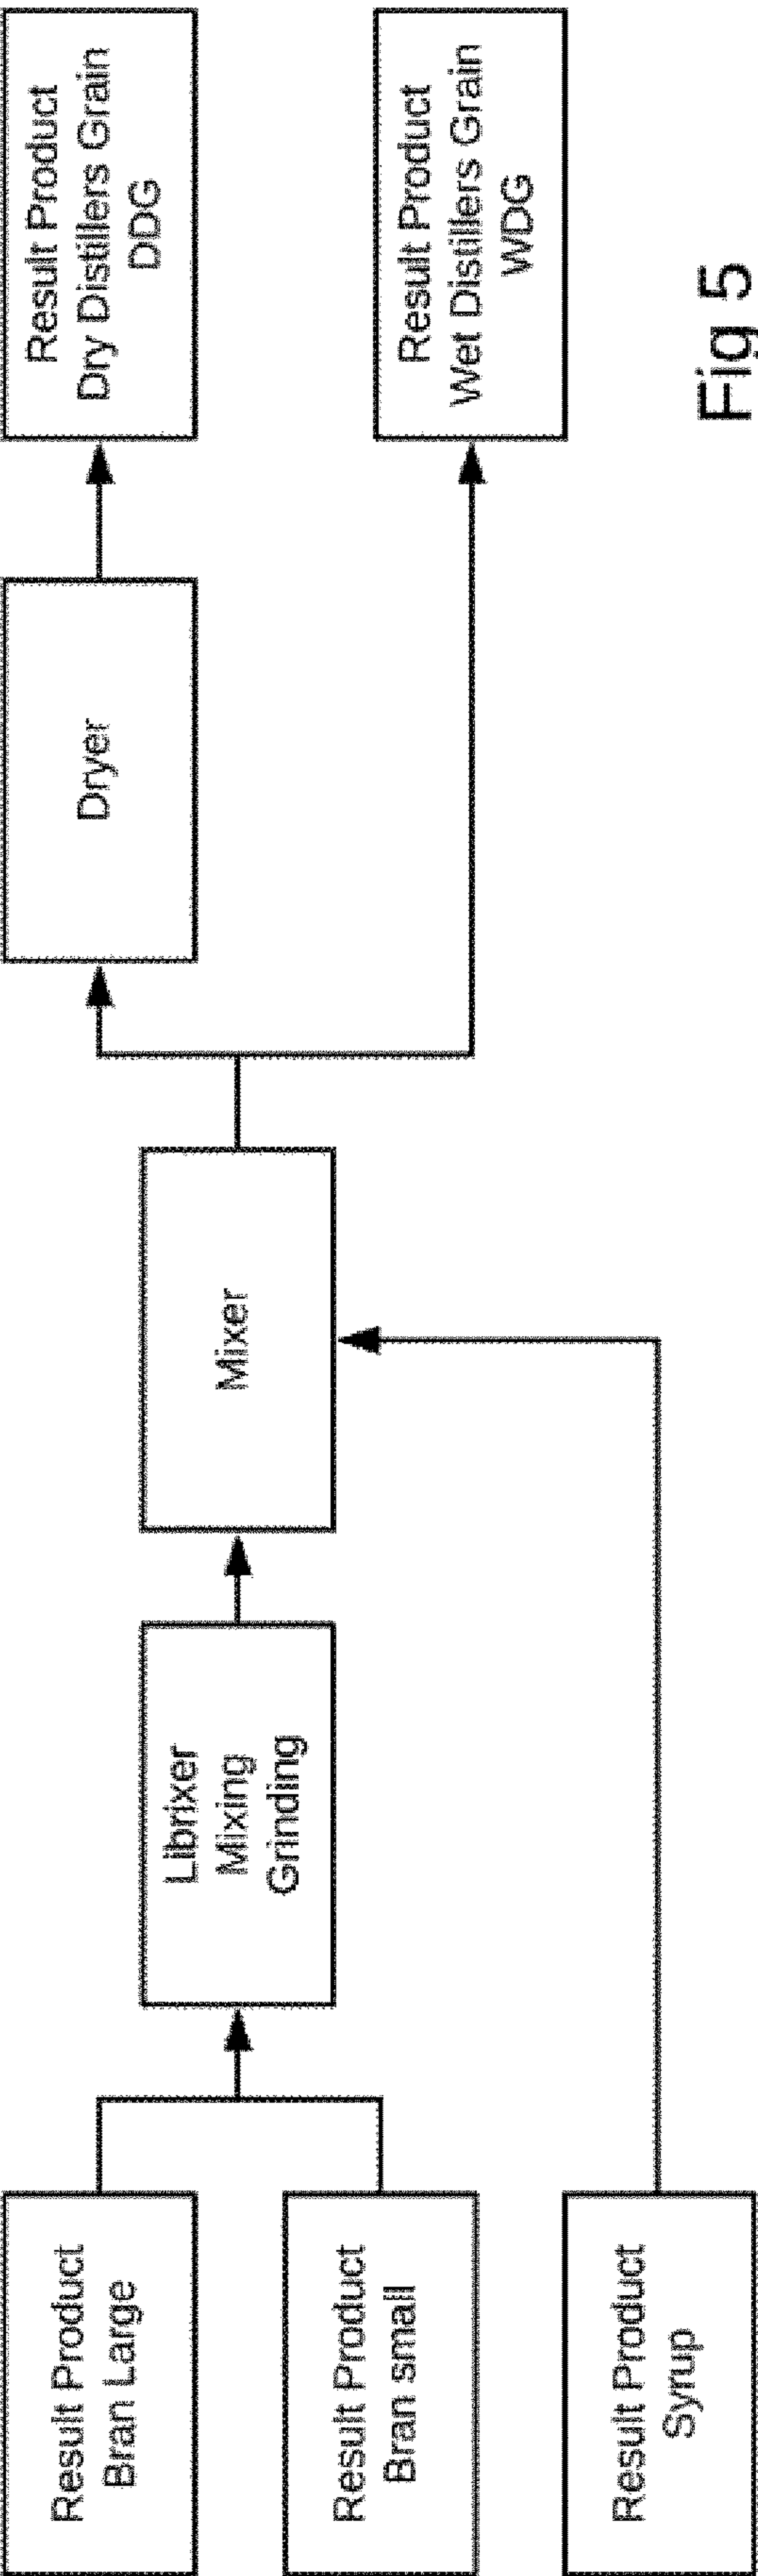 Result Product
Bran Large
Result Product
Bran small
Result Product
Syrup
Librixer
Mixing
Grinding
Mixer
Dryer
Result Product
Dry Distillers Grain
DDG
Result Product
Wet Distillers Grain
WDG
Fig 5